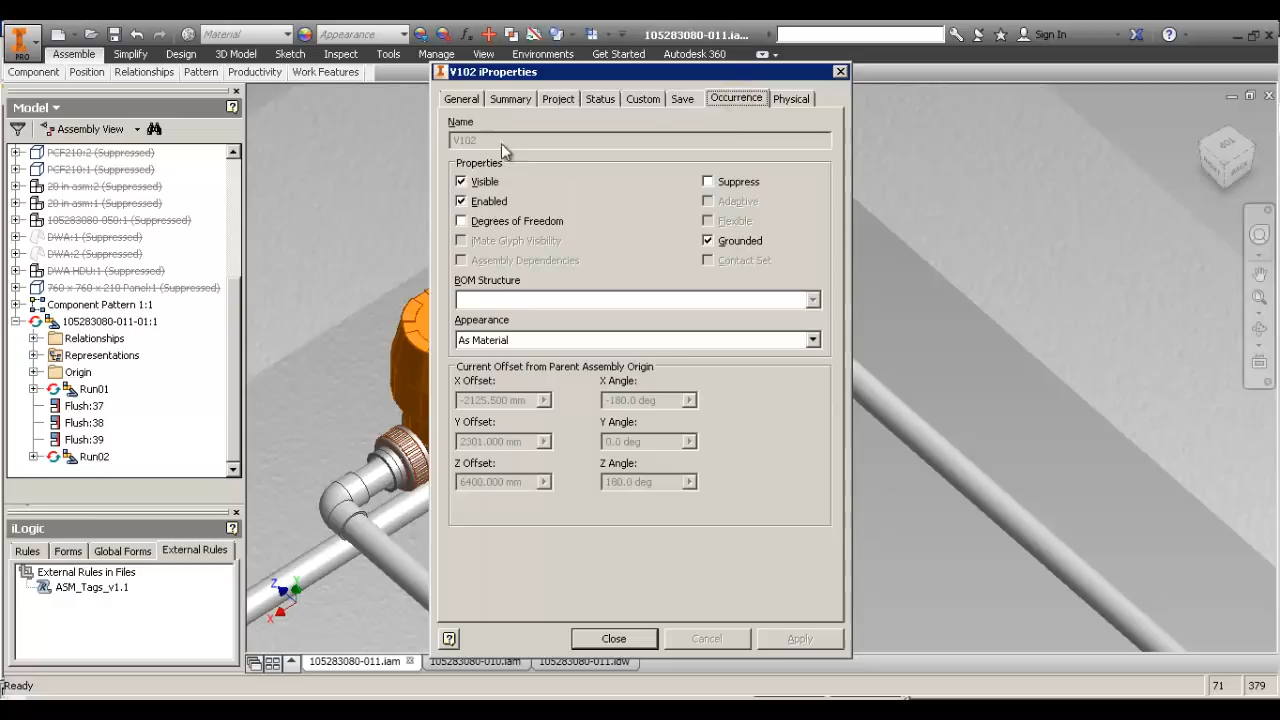 Material
Appearance
105283080-011.ia...
Sign In
PRO
Assemble Simplify Design 3D Model Sketch Inspect Tools Manage View Environments Get Started Autodesk 360
Component Position Relationships Pattern Productivity Work Features
V102 iProperties
General Summary Project Status Custom Save Occurrence Physical
Name
V102
Properties
Visible
Suppress
Enabled
Adaptive
Degrees of Freedom
Flexible
iMate Glyph Visibility
Grounded
Assembly Dependencies
Contact Set
BOM Structure
Appearance
As Material
Current Offset from Parent Assembly Origin
X Offset: X Angle:
-2125.500 mm -180.0 deg
Y Offset: Y Angle:
2301.000 mm 0.0 deg
Z Offset: Z Angle:
6400.000 mm 180.0 deg
Close Cancel Apply
Model
Assembly View
PCF210:2 (Suppressed)
PCF210:1 (Suppressed)
20 in asm:2 (Suppressed)
20 in asm:1 (Suppressed)
105283080-050:1 (Suppressed)
DWA:1 (Suppressed)
DWA:2 (Suppressed)
DWA HDU:1 (Suppressed)
760 x 760 x 210 Panel:1 (Suppressed)
Component Pattern 1:1
105283080-011-01:1
Relationships
Representations
Origin
Run01
Flush:37
Flush:38
Flush:39
Run02
iLogic
Rules Forms Global Forms External Rules
External Rules in Files
ASM_Tags_v1.1
TOP
Z
Y
X
105283080-011.iam 105283080-010.iam 105283080-011.idw
Ready
71 379